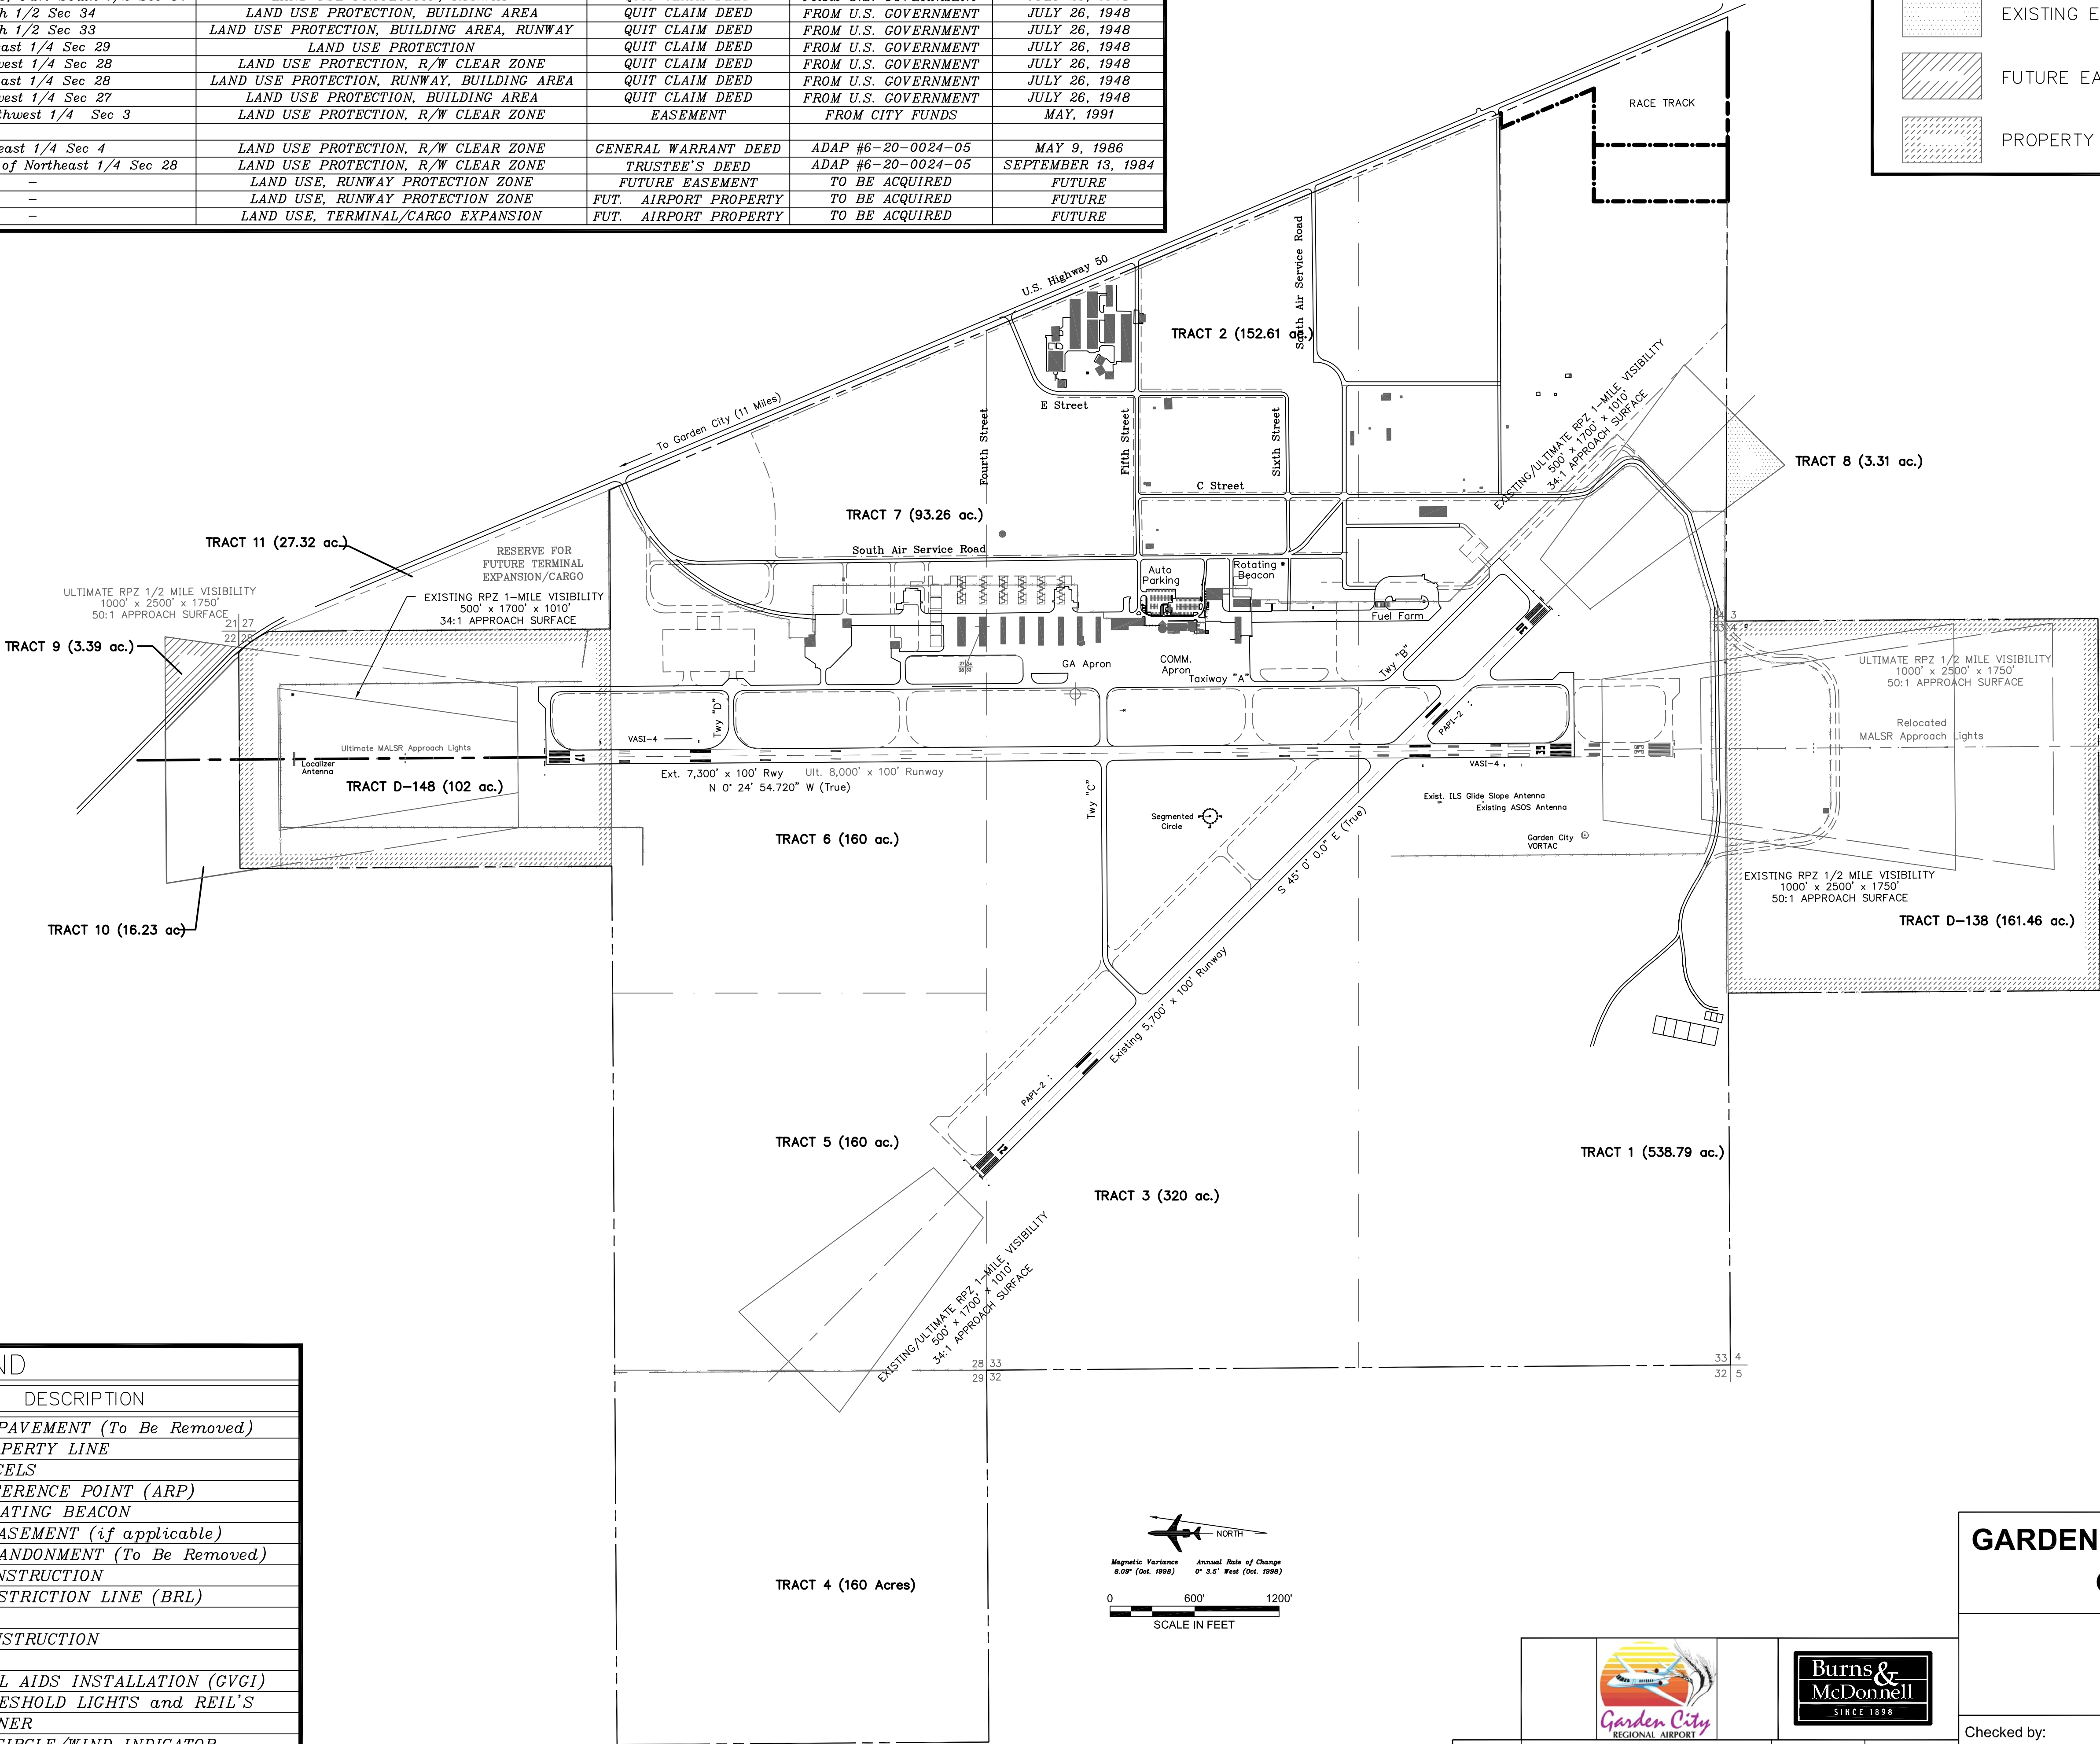 h 1/2 Sec 34 LAND USE PROTECTION, BUILDING AREA QUIT CLAIM DEED FROM U.S. GOVERNMENT JULY 26, 1948
h 1/2 Sec 33 LAND USE PROTECTION, BUILDING AREA, RUNWAY QUIT CLAIM DEED FROM U.S. GOVERNMENT JULY 26, 1948
ast 1/4 Sec 29 LAND USE PROTECTION QUIT CLAIM DEED FROM U.S. GOVERNMENT JULY 26, 1948
vest 1/4 Sec 28 LAND USE PROTECTION, R/W CLEAR ZONE QUIT CLAIM DEED FROM U.S. GOVERNMENT JULY 26, 1948
ast 1/4 Sec 28 LAND USE PROTECTION, RUNWAY, BUILDING AREA QUIT CLAIM DEED FROM U.S. GOVERNMENT JULY 26, 1948
vest 1/4 Sec 27 LAND USE PROTECTION, BUILDING AREA QUIT CLAIM DEED FROM U.S. GOVERNMENT JULY 26, 1948
thwest 1/4 Sec 3 LAND USE PROTECTION, R/W CLEAR ZONE EASEMENT FROM CITY FUNDS MAY, 1991
east 1/4 Sec 4 LAND USE PROTECTION, R/W CLEAR ZONE GENERAL WARRANT DEED ADAP #6-20-0024-05 MAY 9, 1986
of Northeast 1/4 Sec 28 LAND USE PROTECTION, R/W CLEAR ZONE TRUSTEE'S DEED ADAP #6-20-0024-05 SEPTEMBER 13, 1984
– LAND USE, RUNWAY PROTECTION ZONE FUTURE EASEMENT TO BE ACQUIRED FUTURE
– LAND USE, RUNWAY PROTECTION ZONE FUT. AIRPORT PROPERTY TO BE ACQUIRED FUTURE
– LAND USE, TERMINAL/CARGO EXPANSION FUT. AIRPORT PROPERTY TO BE ACQUIRED FUTURE
EXISTING E
FUTURE EA
PROPERTY
RACE TRACK
U.S. Highway 50
South Air Service Road
TRACT 2 (152.61 ac.)
E Street
To Garden City (11 Miles)
Fourth Street
Fifth Street
Sixth Street
C Street
EXISTING/ULTIMATE RPZ 1-MILE VISIBILITY
500' x 1700' x 1010'
34:1 APPROACH SURFACE
TRACT 8 (3.31 ac.)
TRACT 7 (93.26 ac.)
South Air Service Road
TRACT 11 (27.32 ac.)
RESERVE FOR
FUTURE TERMINAL
EXPANSION/CARGO
Auto
Parking
Rotating
Beacon
Fuel Farm
ULTIMATE RPZ 1/2 MILE VISIBILITY
1000' x 2500' x 1750'
50:1 APPROACH SURFACE
EXISTING RPZ 1-MILE VISIBILITY
500' x 1700' x 1010'
34:1 APPROACH SURFACE
21 27
22 28
TRACT 9 (3.39 ac.)
GA Apron
COMM.
Apron
Taxiway "A"
Twy "B"
ULTIMATE RPZ 1/2 MILE VISIBILITY
1000' x 2500' x 1750'
50:1 APPROACH SURFACE
Relocated
MALSR Approach Lights
Twy "D"
VASI-4
PAPI-2
Ultimate MALSR Approach Lights
Localizer
Antenna
17
35
35
VASI-4
TRACT D-148 (102 ac.)
Ext. 7,300' x 100' Rwy
Ult. 8,000' x 100' Runway
N 0° 24' 54.720" W (True)
Twy "C"
Segmented
Circle
Exist. ILS Glide Slope Antenna
Existing ASOS Antenna
Garden City
VORTAC
S 45° 0' 0.0" E (True)
TRACT 6 (160 ac.)
EXISTING RPZ 1/2 MILE VISIBILITY
1000' x 2500' x 1750'
50:1 APPROACH SURFACE
TRACT D-138 (161.46 ac.)
TRACT 10 (16.23 ac)
Existing 5,700' x 100' Runway
PAPI-2
12
TRACT 5 (160 ac.)
TRACT 3 (320 ac.)
TRACT 1 (538.79 ac.)
EXISTING/ULTIMATE RPZ 1-MILE VISIBILITY
500' x 1700' x 1010'
34:1 APPROACH SURFACE
28 33
29 32
33 4
32 5
ND
DESCRIPTION
PAVEMENT (To Be Removed)
PERTY LINE
CELS
ERENCE POINT (ARP)
ATING BEACON
ASEMENT (if applicable)
ANDONMENT (To Be Removed)
NSTRUCTION
STRICTION LINE (BRL)
NSTRUCTION
L AIDS INSTALLATION (GVGI)
ESHOLD LIGHTS and REIL'S
NER
CIRCLE/WIND INDICATOR
NORTH
Magnetic Variance Annual Rate of Change
8.09° (Oct. 1998) 0° 3.5' West (Oct. 1998)
0 600' 1200'
SCALE IN FEET
TRACT 4 (160 Acres)
GARDEN
Garden City
REGIONAL AIRPORT
Burns &
McDonnell
SINCE 1898
Checked by: